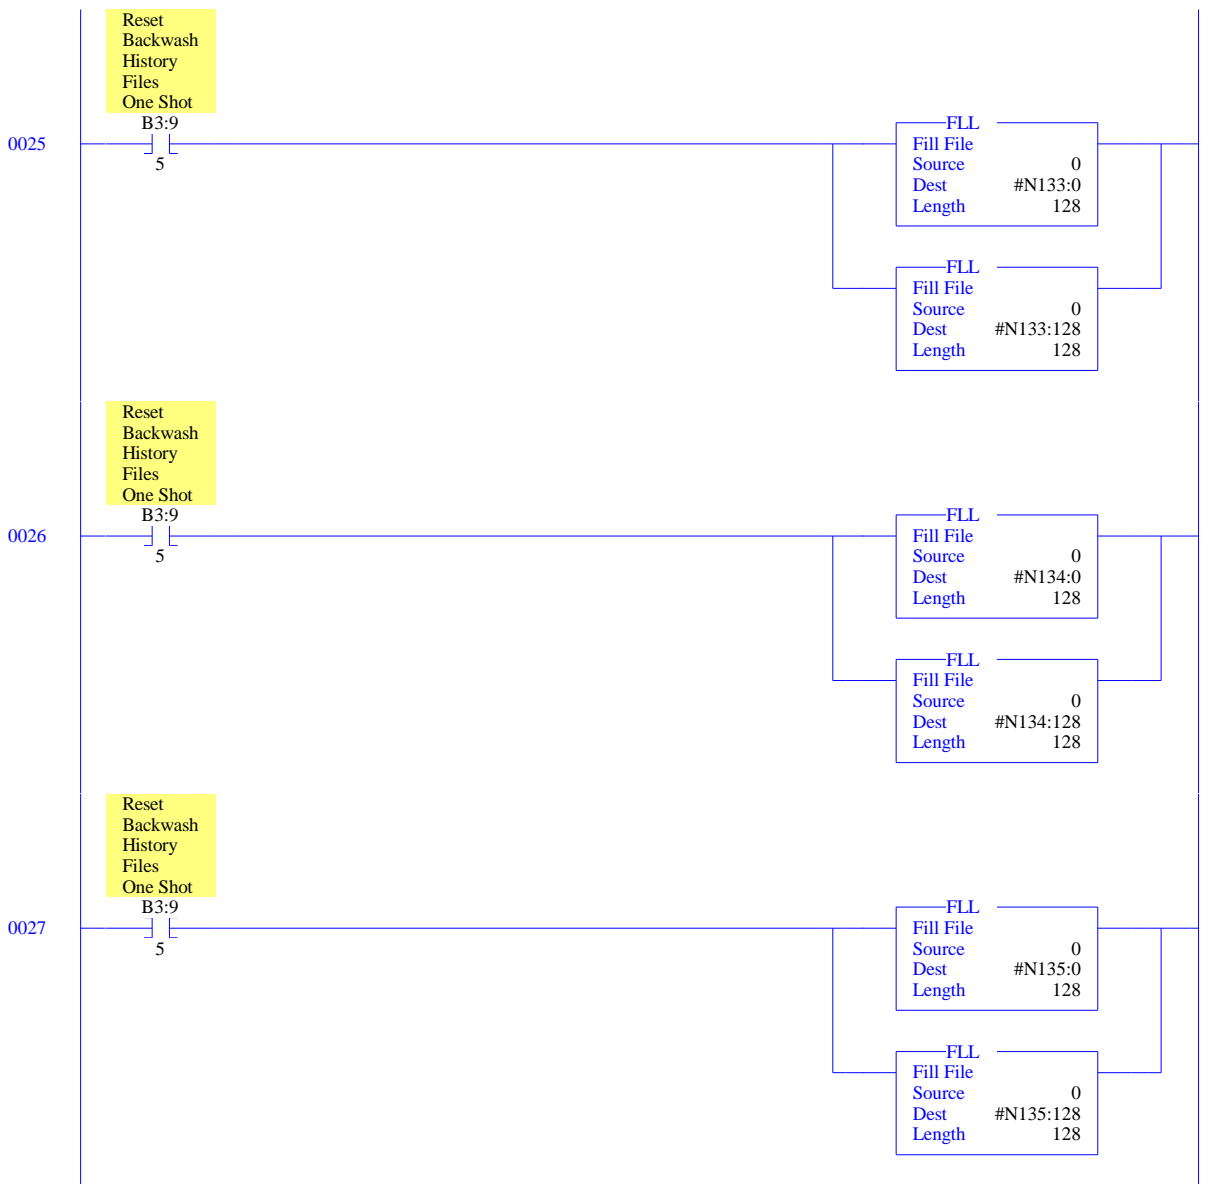 Reset
Backwash
History
Files
One Shot
B3:9
5
0025
FLL
Fill File
Source 0
Dest #N133:0
Length 128
FLL
Fill File
Source 0
Dest #N133:128
Length 128
Reset
Backwash
History
Files
One Shot
B3:9
5
0026
FLL
Fill File
Source 0
Dest #N134:0
Length 128
FLL
Fill File
Source 0
Dest #N134:128
Length 128
Reset
Backwash
History
Files
One Shot
B3:9
5
0027
FLL
Fill File
Source 0
Dest #N135:0
Length 128
FLL
Fill File
Source 0
Dest #N135:128
Length 128